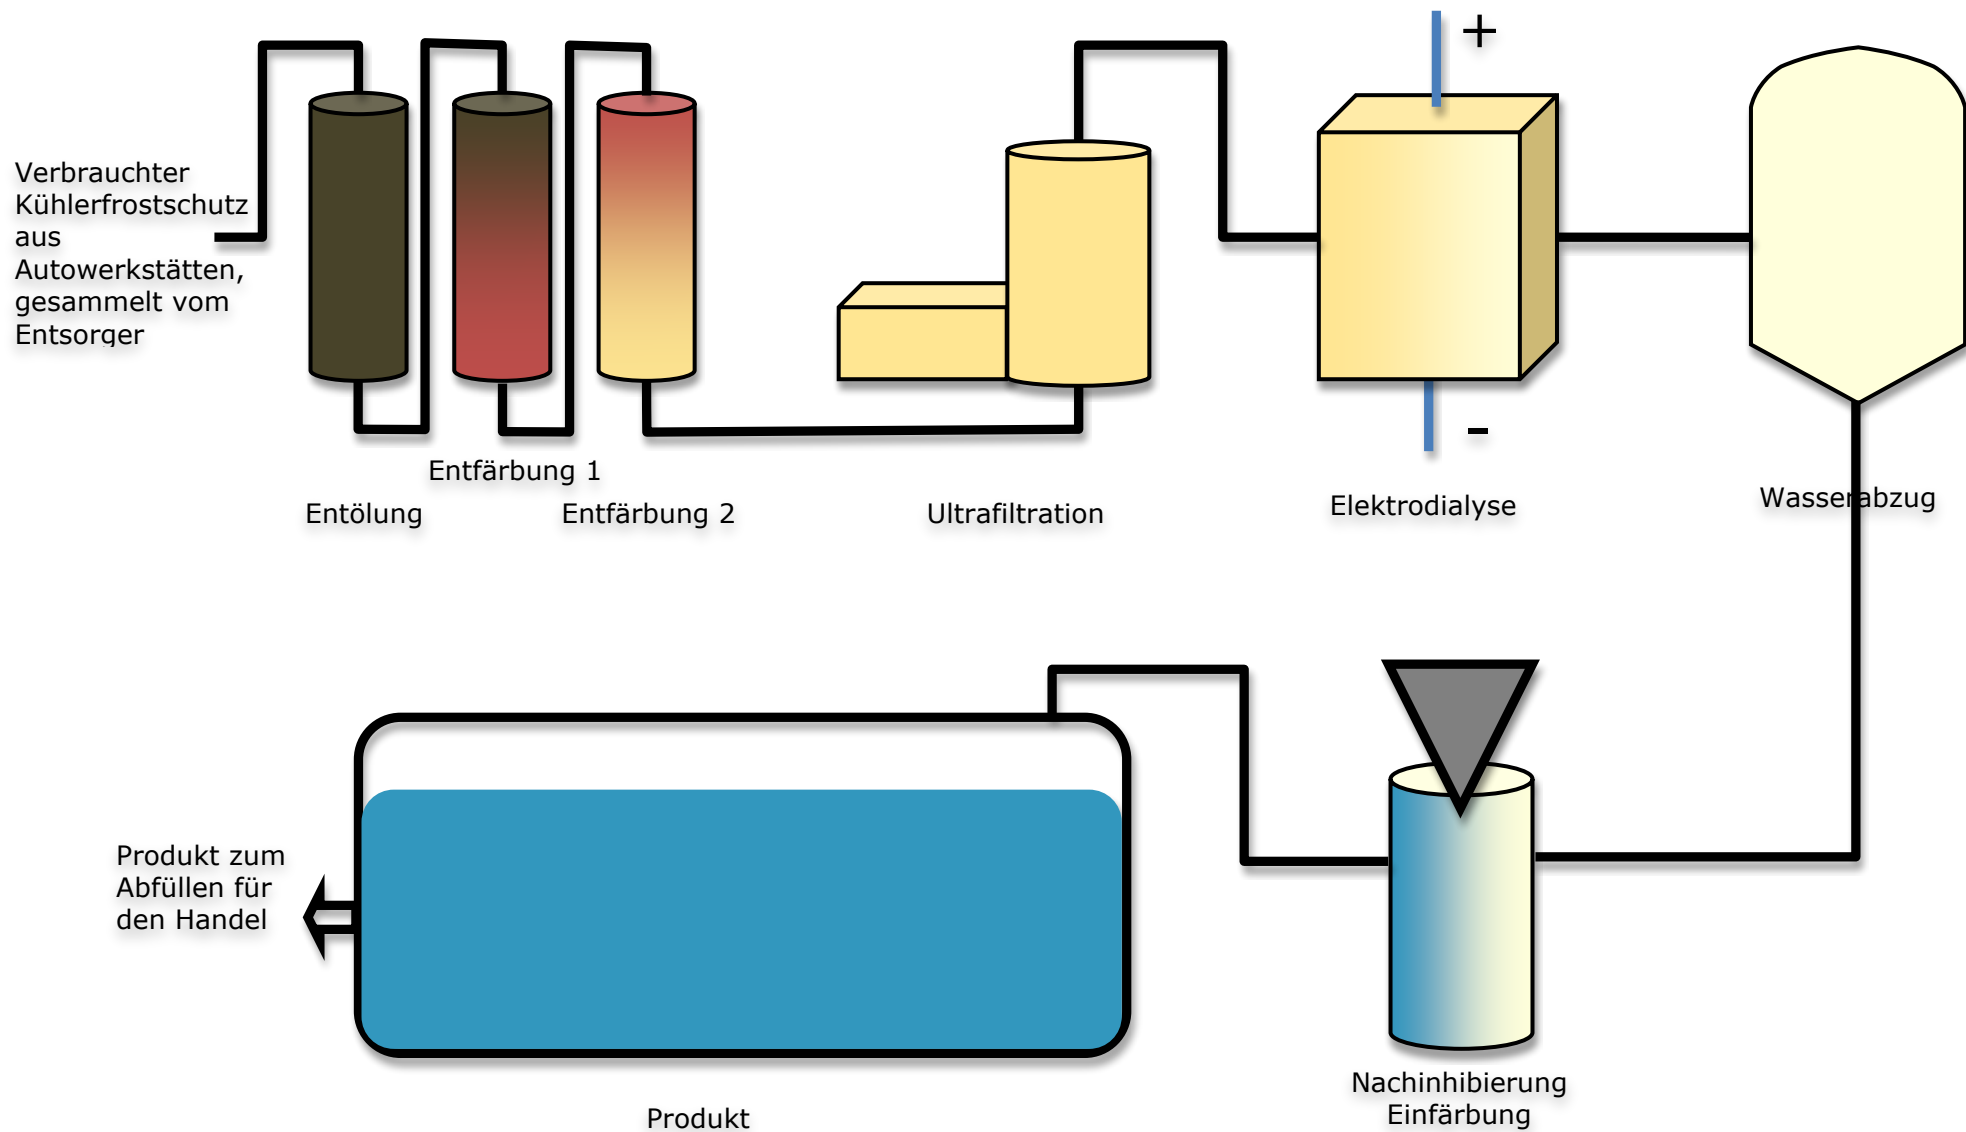 +
Verbrauchter
Kühlerfrostschutz
aus
Autowerkstätten,
gesammelt vom
Entsorger
-
Entfärbung 1
Entölung
Entfärbung 2
Ultrafiltration
Elektrodialyse
Wasserabzug
Produkt zum
Abfüllen für
den Handel
Nachinhibierung
Einfärbung
Produkt